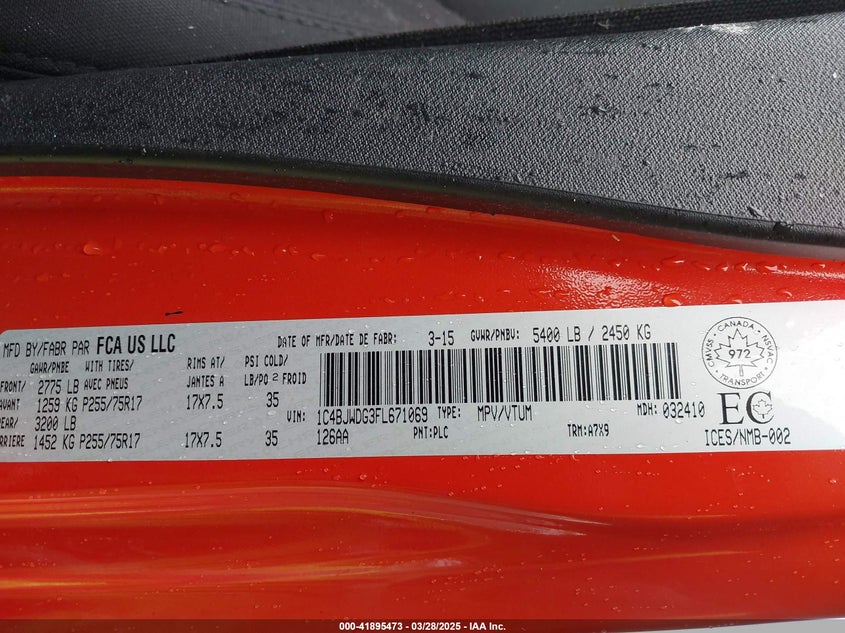 MFD BY/FABR PAR FCA US LLC
DATE OF MFR/DATE DE FABR: 3-15 GVWR/PNBV: 5400 LB / 2450 KG
GAWR/PNBE WITH TIRES/ RIMS AT/ PSI COLD/
AVEC PNEUS JANTES A LB/PO 2 FROID
FRONT/ 2775 LB
AVANT 1259 KG P255/75R17 17X7.5 35
REAR/ 3200 LB
ARRIERE 1452 KG P255/75R17 17X7.5 35
VIN: 1C4BJWDG3FL671069 TYPE: MPV/VTUM MDH: 032410
126AA PNT:PLC TRM:A7X9
CANADA
CMVSS 972 NSVAC
TRANSPORT
EC
ICES/NMB-002
000-41895473 - 03/28/2025 - IAA Inc.